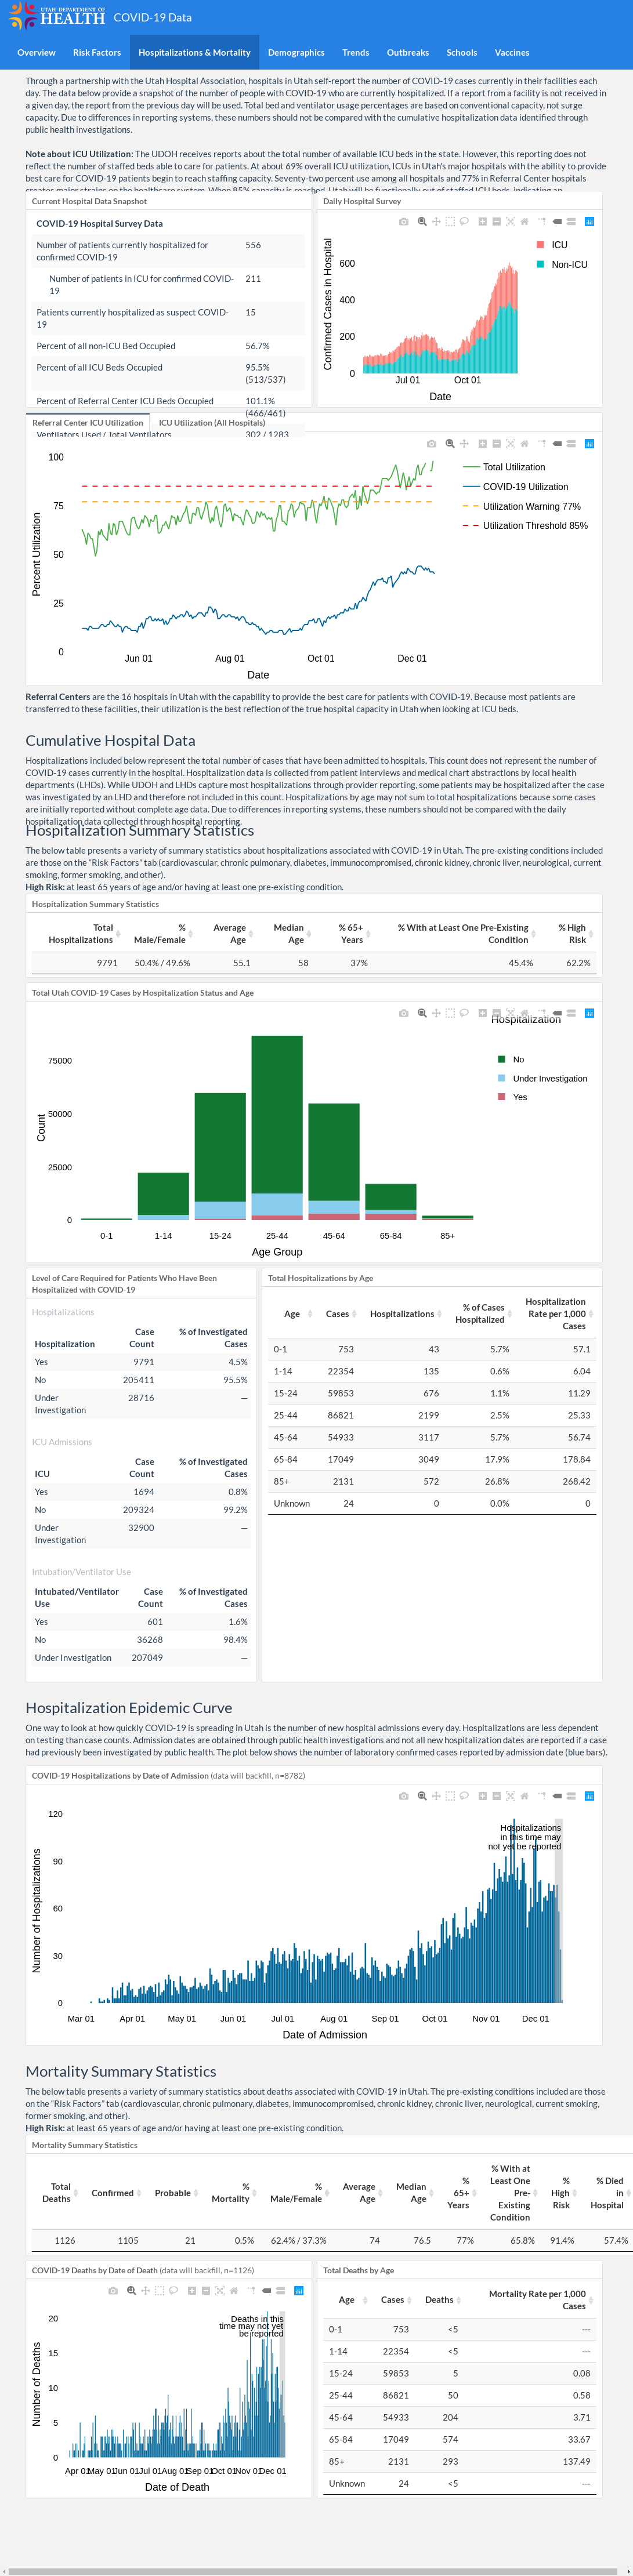 UTAH DEPARTMENT OF
HEALTH COVID-19 Data
Overview Risk Factors Hospitalizations & Mortality Demographics Trends Outbreaks Schools Vaccines
Through a partnership with the Utah Hospital Association, hospitals in Utah self-report the number of COVID-19 cases currently in their facilities each
day. The data below provide a snapshot of the number of people with COVID-19 who are currently hospitalized. If a report from a facility is not received in
a given day, the report from the previous day will be used. Total bed and ventilator usage percentages are based on conventional capacity, not surge
capacity. Due to differences in reporting systems, these numbers should not be compared with the cumulative hospitalization data identified through
public health investigations.
Note about ICU Utilization: The UDOH receives reports about the total number of available ICU beds in the state. However, this reporting does not
reflect the number of staffed beds able to care for patients. At about 69% overall ICU utilization, ICUs in Utah's major hospitals with the ability to provide
best care for COVID-19 patients begin to reach staffing capacity. Seventy-two percent use among all hospitals and 77% in Referral Center hospitals
creates major strains on the healthcare system. When 85% capacity is reached, Utah will be functionally out of staffed ICU beds, indicating an
Current Hospital Data Snapshot
COVID-19 Hospital Survey Data
Number of patients currently hospitalized for 556
confirmed COVID-19
Number of patients in ICU for confirmed COVID- 211
19
Patients currently hospitalized as suspect COVID- 15
19
Percent of all non-ICU Bed Occupied 56.7%
Percent of all ICU Beds Occupied 95.5%
(513/537)
Percent of Referral Center ICU Beds Occupied 101.1%
(466/461)
Ventilators Used / Total Ventilators 302 / 1283
Daily Hospital Survey
Confirmed Cases in Hospital
600
400
200
0
Jul 01 Oct 01
Date
ICU
Non-ICU
Referral Center ICU Utilization ICU Utilization (All Hospitals)
Percent Utilization
100
75
50
25
0
Jun 01 Aug 01 Oct 01 Dec 01
Date
Total Utilization
COVID-19 Utilization
Utilization Warning 77%
Utilization Threshold 85%
Referral Centers are the 16 hospitals in Utah with the capability to provide the best care for patients with COVID-19. Because most patients are
transferred to these facilities, their utilization is the best reflection of the true hospital capacity in Utah when looking at ICU beds.
Cumulative Hospital Data
Hospitalizations included below represent the total number of cases that have been admitted to hospitals. This count does not represent the number of
COVID-19 cases currently in the hospital. Hospitalization data is collected from patient interviews and medical chart abstractions by local health
departments (LHDs). While UDOH and LHDs capture most hospitalizations through provider reporting, some patients may be hospitalized after the case
was investigated by an LHD and therefore not included in this count. Hospitalizations by age may not sum to total hospitalizations because some cases
are initially reported without complete age data. Due to differences in reporting systems, these numbers should not be compared with the daily
hospitalization data collected through hospital reporting.
Hospitalization Summary Statistics
The below table presents a variety of summary statistics about hospitalizations associated with COVID-19 in Utah. The pre-existing conditions included
are those on the "Risk Factors" tab (cardiovascular, chronic pulmonary, diabetes, immunocompromised, chronic kidney, chronic liver, neurological, current
smoking, former smoking, and other).
High Risk: at least 65 years of age and/or having at least one pre-existing condition.
Hospitalization Summary Statistics
Total % Average Median % 65+ % With at Least One Pre-Existing % High
Hospitalizations Male/Female Age Age Years Condition Risk
9791 50.4% / 49.6% 55.1 58 37% 45.4% 62.2%
Total Utah COVID-19 Cases by Hospitalization Status and Age
Count
75000
50000
25000
0
0-1 1-14 15-24 25-44 45-64 65-84 85+
Age Group
Hospitalization
No
Under Investigation
Yes
Level of Care Required for Patients Who Have Been
Hospitalized with COVID-19
Hospitalizations
Case % of Investigated
Hospitalization Count Cases
Yes 9791 4.5%
No 205411 95.5%
Under 28716 —
Investigation
ICU Admissions
Case % of Investigated
ICU Count Cases
Yes 1694 0.8%
No 209324 99.2%
Under 32900 —
Investigation
Intubation/Ventilator Use
Intubated/Ventilator Case % of Investigated
Use Count Cases
Yes 601 1.6%
No 36268 98.4%
Under Investigation 207049 —
Total Hospitalizations by Age
Hospitalization
% of Cases Rate per 1,000
Age Cases Hospitalizations Hospitalized Cases
0-1 753 43 5.7% 57.1
1-14 22354 135 0.6% 6.04
15-24 59853 676 1.1% 11.29
25-44 86821 2199 2.5% 25.33
45-64 54933 3117 5.7% 56.74
65-84 17049 3049 17.9% 178.84
85+ 2131 572 26.8% 268.42
Unknown 24 0 0.0% 0
Hospitalization Epidemic Curve
One way to look at how quickly COVID-19 is spreading in Utah is the number of new hospital admissions every day. Hospitalizations are less dependent
on testing than case counts. Admission dates are obtained through public health investigations and not all new hospitalization dates are reported if a case
had previously been investigated by public health. The plot below shows the number of laboratory confirmed cases reported by admission date (blue bars).
COVID-19 Hospitalizations by Date of Admission (data will backfill, n=8782)
Number of Hospitalizations
120
90
60
30
0
Hospitalizations
in this time may
not yet be reported
Mar 01 Apr 01 May 01 Jun 01 Jul 01 Aug 01 Sep 01 Oct 01 Nov 01 Dec 01
Date of Admission
Mortality Summary Statistics
The below table presents a variety of summary statistics about deaths associated with COVID-19 in Utah. The pre-existing conditions included are those
on the "Risk Factors" tab (cardiovascular, chronic pulmonary, diabetes, immunocompromised, chronic kidney, chronic liver, neurological, current smoking,
former smoking, and other).
High Risk: at least 65 years of age and/or having at least one pre-existing condition.
Mortality Summary Statistics
% With at
% Least One % % Died
Total % % Average Median 65+ Pre- High in
Deaths Confirmed Probable Mortality Male/Female Age Age Years Existing Risk Hospital
Condition
1126 1105 21 0.5% 62.4% / 37.3% 74 76.5 77% 65.8% 91.4% 57.4%
COVID-19 Deaths by Date of Death (data will backfill, n=1126)
Number of Deaths
20
15
10
5
0
Deaths in this
time may not yet
be reported
Apr 01 May 01 Jun 01 Jul 01 Aug 01 Sep 01 Oct 01 Nov 01 Dec 01
Date of Death
Total Deaths by Age
Mortality Rate per 1,000
Age Cases Deaths Cases
0-1 753 <5 ---
1-14 22354 <5 ---
15-24 59853 5 0.08
25-44 86821 50 0.58
45-64 54933 204 3.71
65-84 17049 574 33.67
85+ 2131 293 137.49
Unknown 24 <5 ---